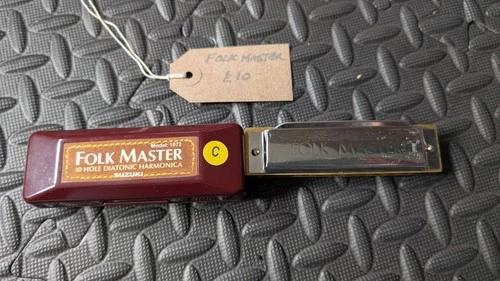 FOLK MASTER
£10
Model: 1072
FOLK MASTER
10 HOLE DIATONIC HARMONICA
SUZUKI
C
FOLK MASTER